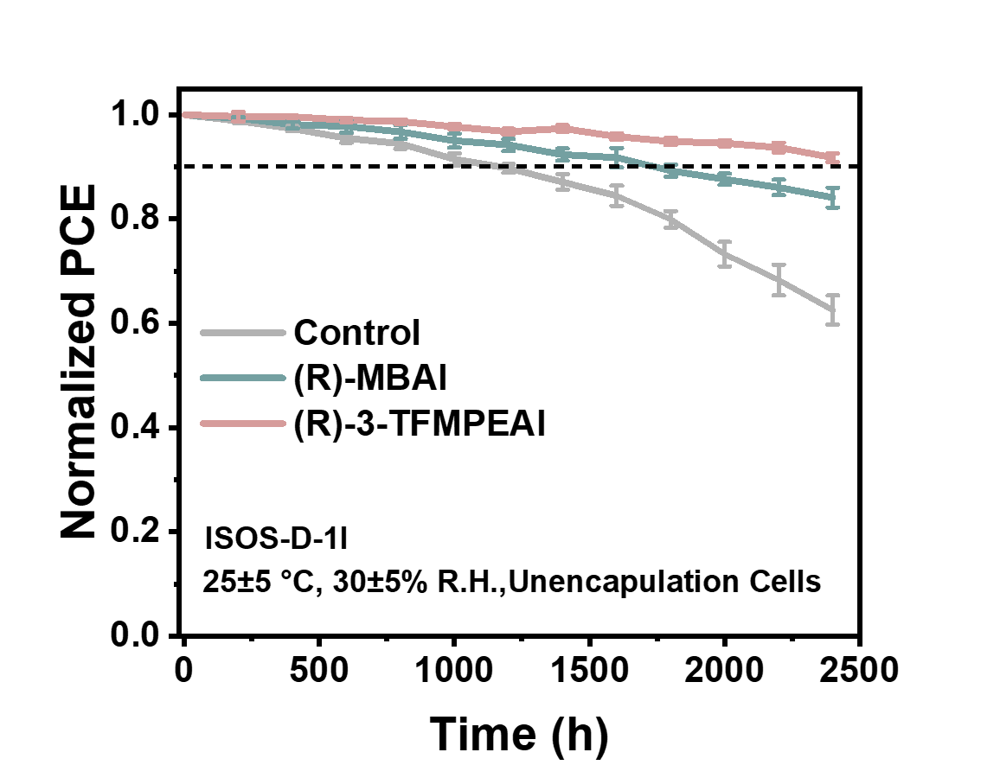 Normalized PCE
1.0
0.8
0.6
0.4
0.2
0.0
Control
(R)-MBAI
(R)-3-TFMPEAI
ISOS-D-1I
25±5 °C, 30±5% R.H.,Unencapulation Cells
0 500 1000 1500 2000 2500
Time (h)